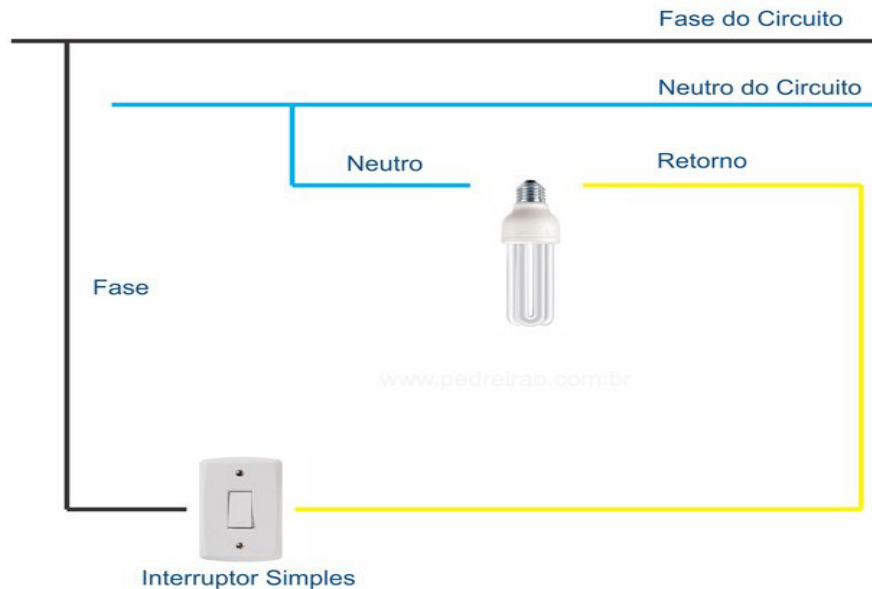 Fase do Circuito
Neutro do Circuito
Neutro
Retorno
Fase
www.pedreirao.com.br
Interruptor Simples